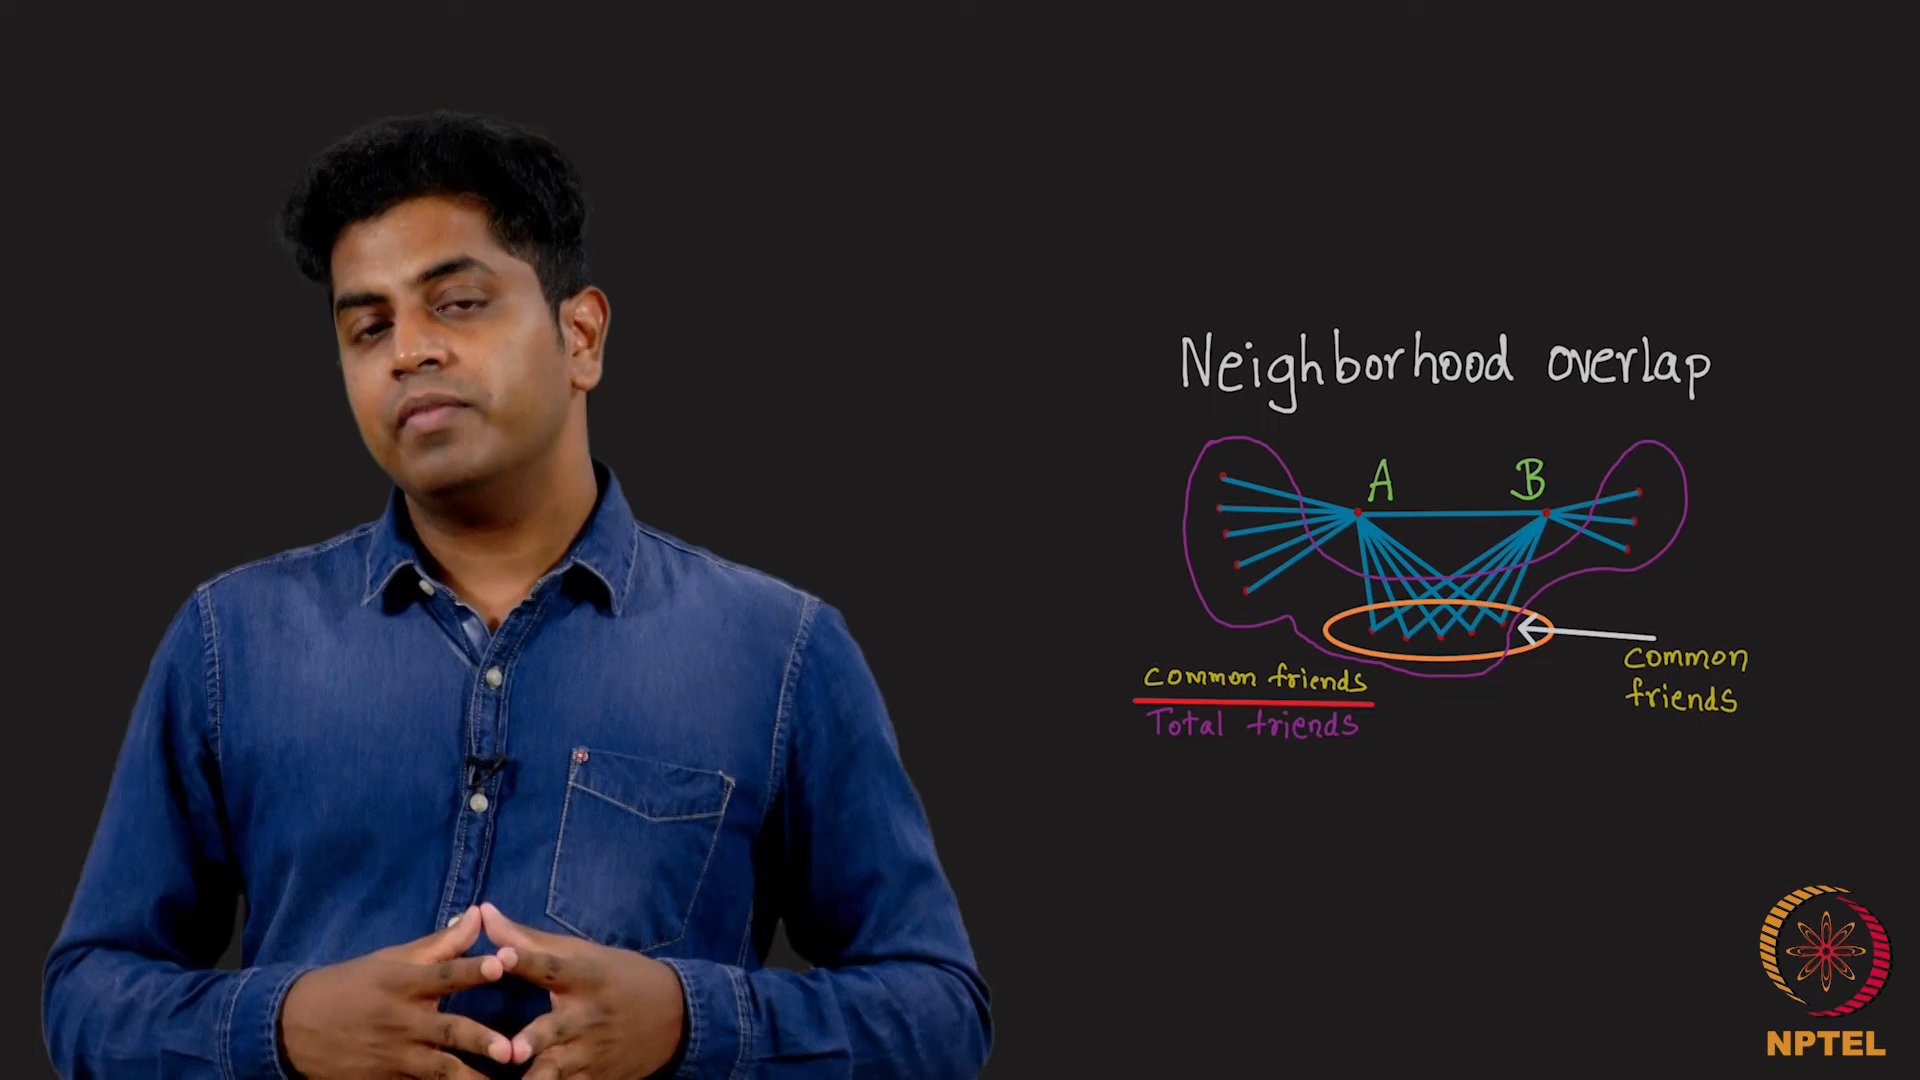 Neighborhood overlap
A B
common friends
Total friends
common
friends
NPTEL